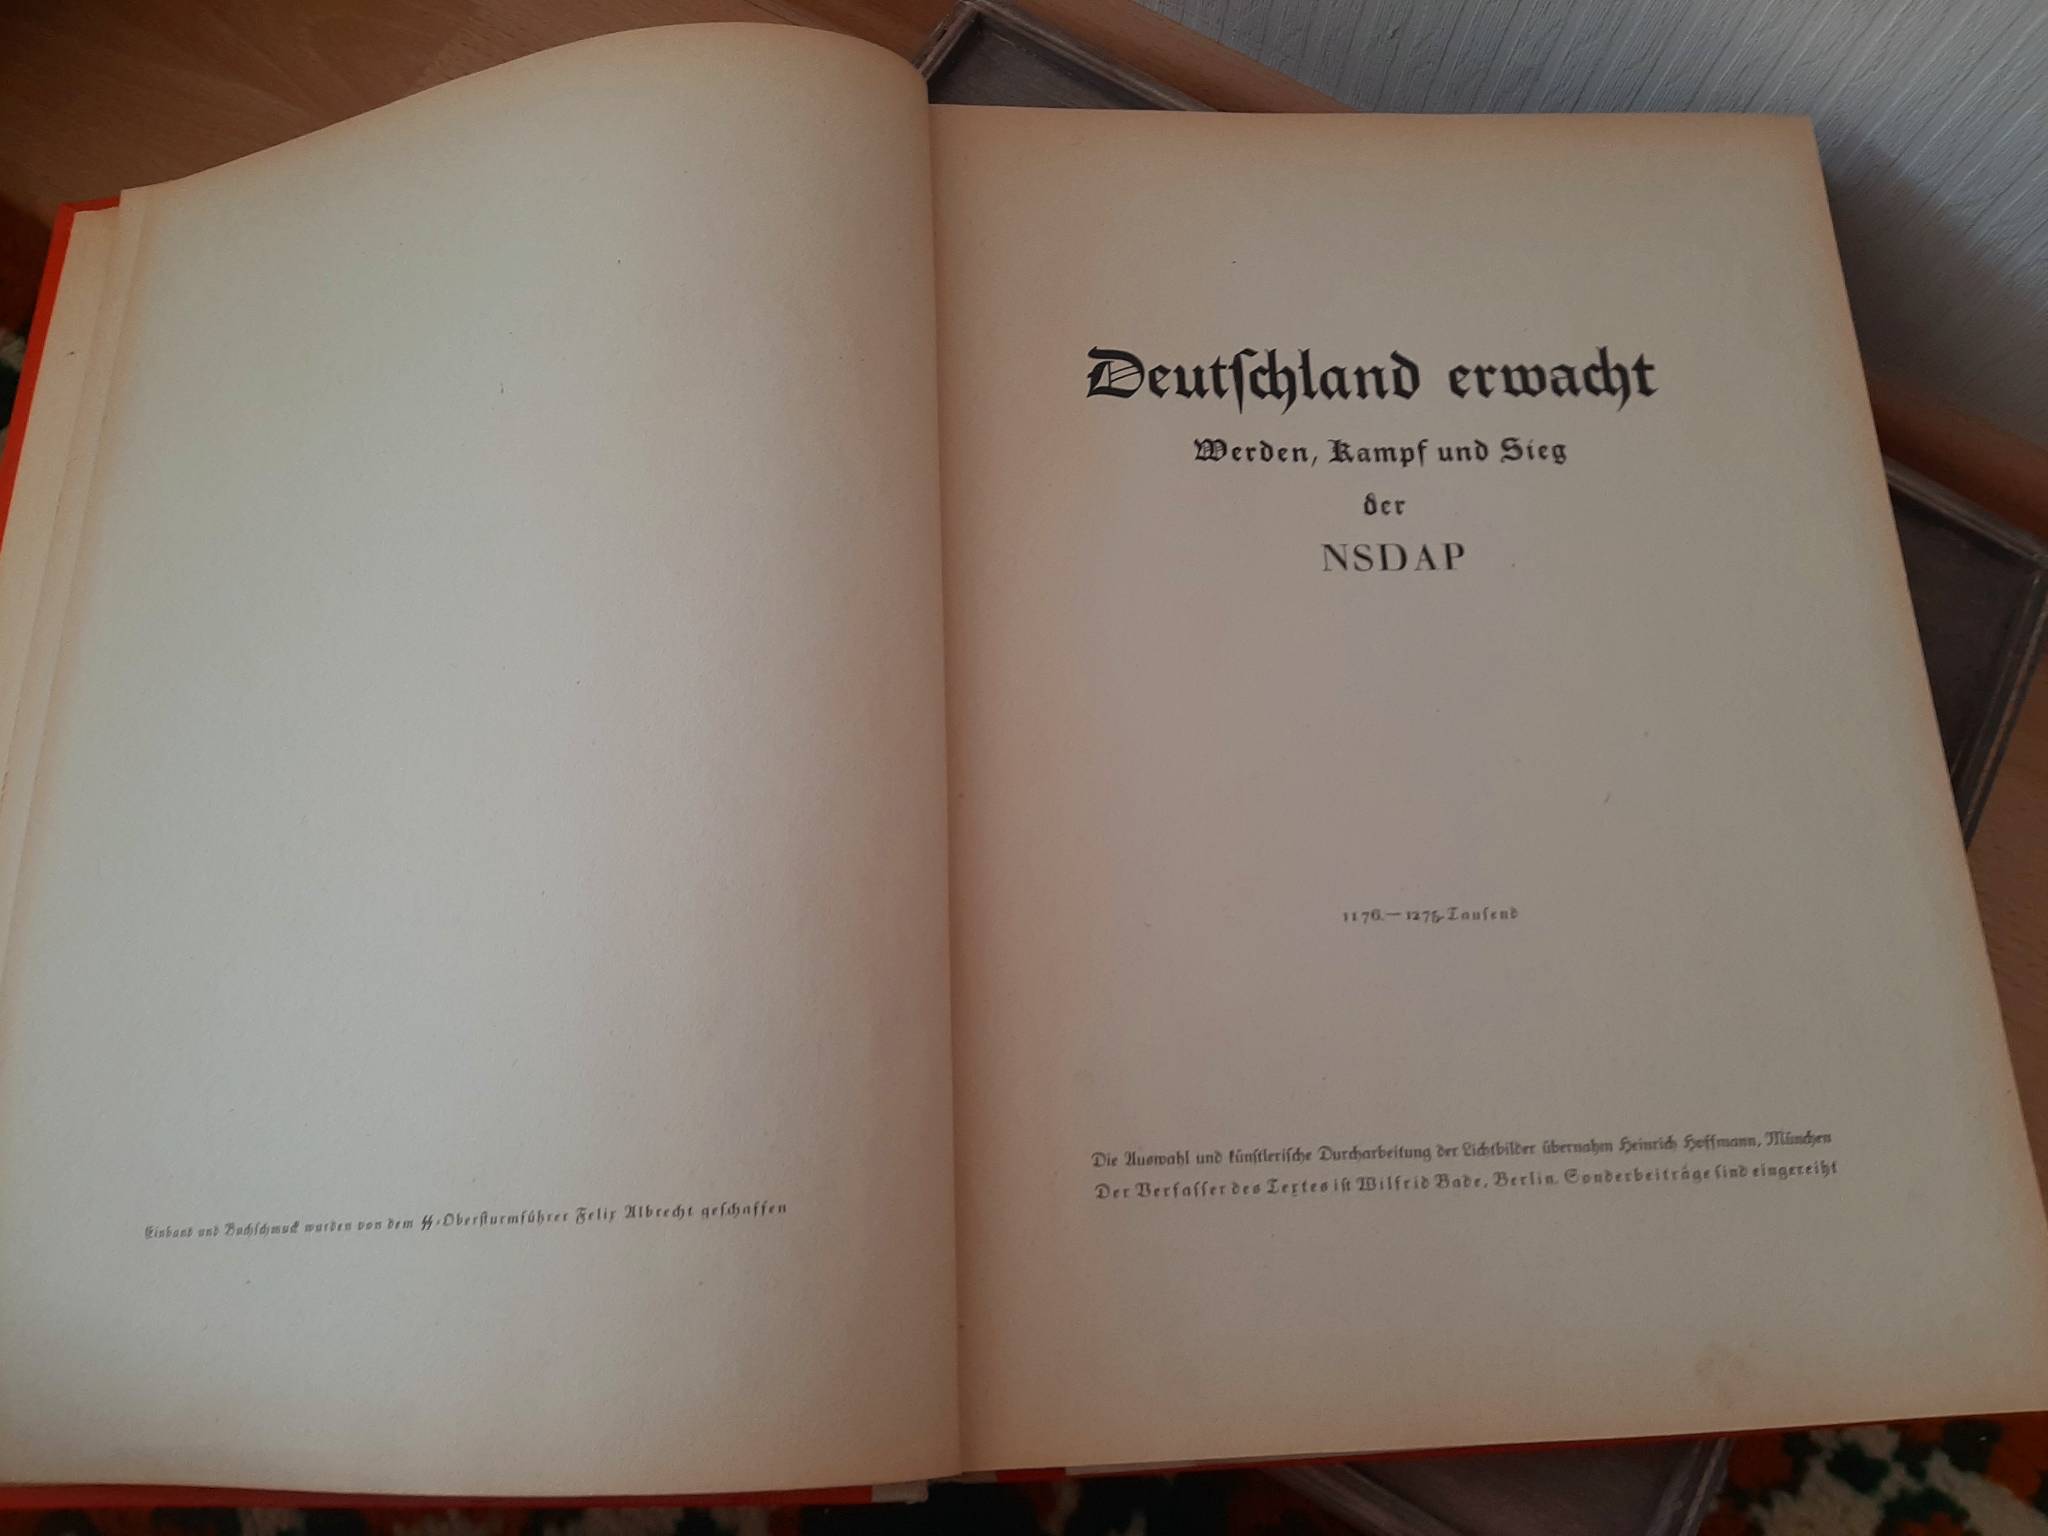 Einband und Buchschmuck wurden von dem SS-Obersturmführer Felix Albrecht geschaffen
Deutſchland erwacht
Werden, Kampf und Sieg
der
NSDAP
1176.—1275. Tauſend
Die Auswahl und künſtleriſche Durcharbeitung der Lichtbilder übernahm Heinrich Hoffmann, München
Der Verfaſſer des Textes iſt Wilfrid Bade, Berlin. Sonderbeiträge ſind eingereiht